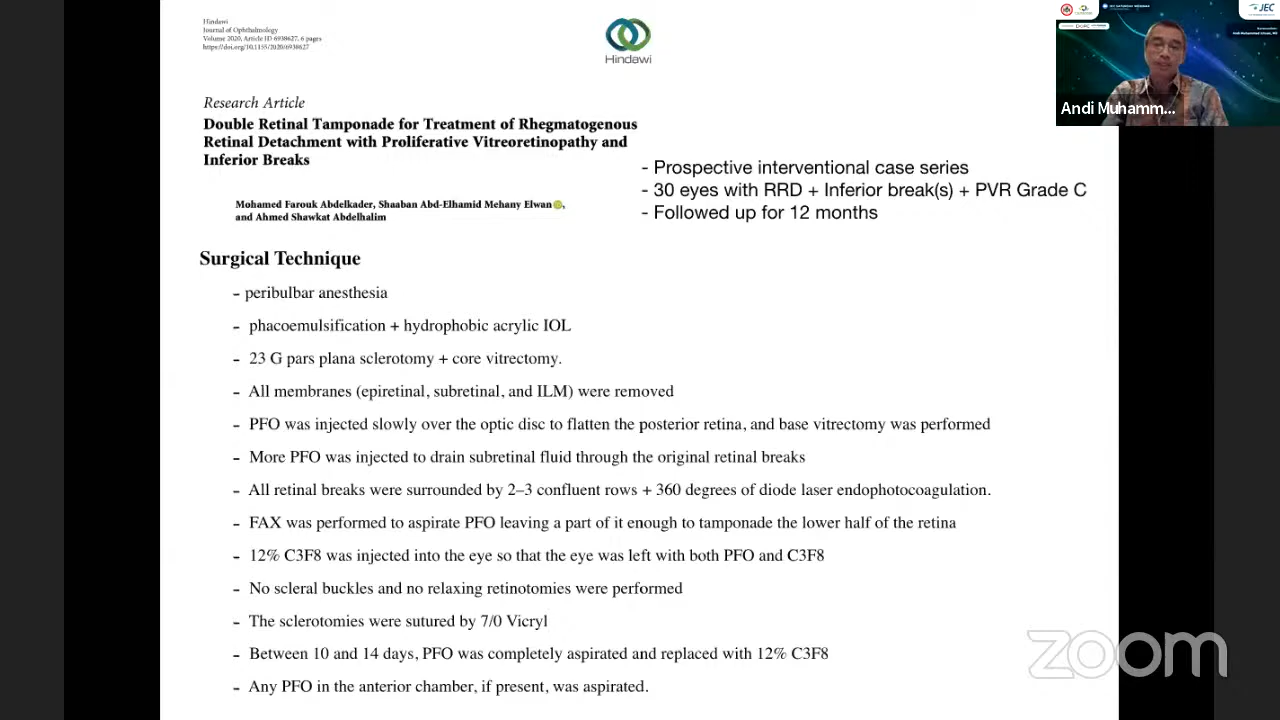 Hindawi
Journal of Ophthalmology
Volume 2020, Article ID 6938627, 6 pages
https://doi.org/10.1155/2020/6938627
Hindawi
JEC
Andi Muhamm...
Research Article
Double Retinal Tamponade for Treatment of Rhegmatogenous
Retinal Detachment with Proliferative Vitreoretinopathy and
Inferior Breaks
- Prospective interventional case series
- 30 eyes with RRD + Inferior break(s) + PVR Grade C
- Followed up for 12 months
Mohamed Farouk Abdelkader, Shaaban Abd-Elhamid Mehany Elwan,
and Ahmed Shawkat Abdelhalim
Surgical Technique
- peribulbar anesthesia
- phacoemulsification + hydrophobic acrylic IOL
- 23 G pars plana sclerotomy + core vitrectomy.
- All membranes (epiretinal, subretinal, and ILM) were removed
- PFO was injected slowly over the optic disc to flatten the posterior retina, and base vitrectomy was performed
- More PFO was injected to drain subretinal fluid through the original retinal breaks
- All retinal breaks were surrounded by 2–3 confluent rows + 360 degrees of diode laser endophotocoagulation.
- FAX was performed to aspirate PFO leaving a part of it enough to tamponade the lower half of the retina
- 12% C3F8 was injected into the eye so that the eye was left with both PFO and C3F8
- No scleral buckles and no relaxing retinotomies were performed
- The sclerotomies were sutured by 7/0 Vicryl
- Between 10 and 14 days, PFO was completely aspirated and replaced with 12% C3F8
- Any PFO in the anterior chamber, if present, was aspirated.
zoom